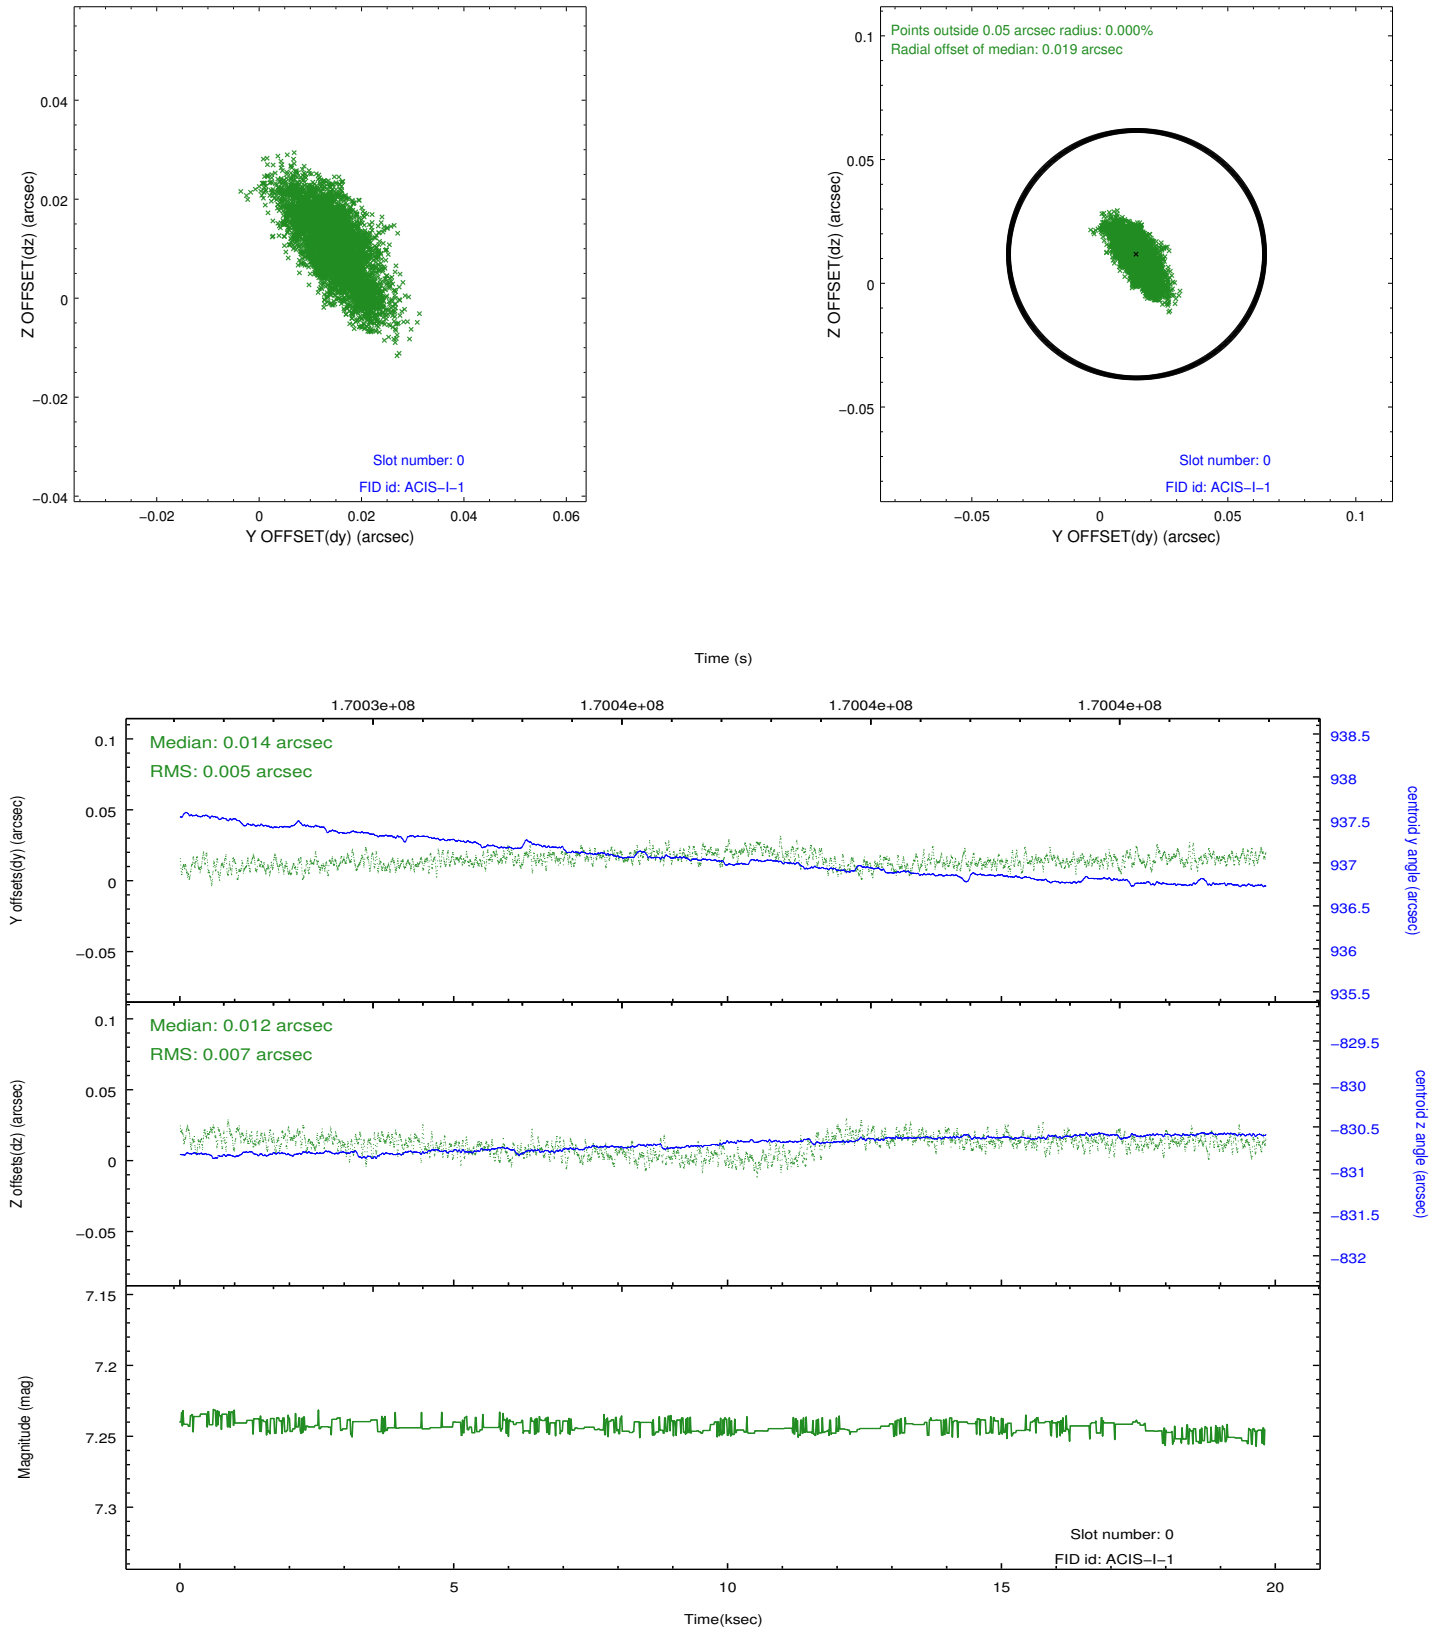 Points outside 0.05 arcsec radius: 0.000%
Radial offset of median: 0.019 arcsec
0.04
0.02
0
−0.02
−0.04
Z OFFSET(dz) (arcsec)
Slot number: 0
FID id: ACIS−I−1
−0.02
0
0.02
0.04
0.06
Y OFFSET(dy) (arcsec)
0.1
0.05
0
−0.05
Z OFFSET(dz) (arcsec)
Slot number: 0
FID id: ACIS−I−1
−0.05
0
0.05
0.1
Y OFFSET(dy) (arcsec)
Time (s)
1.7003e+08
1.7004e+08
1.7004e+08
1.7004e+08
Median: 0.014 arcsec
RMS: 0.005 arcsec
0.1
0.05
0
−0.05
Y offsets(dy) (arcsec)
938.5
938
937.5
937
936.5
936
935.5
centroid y angle (arcsec)
Median: 0.012 arcsec
RMS: 0.007 arcsec
0.1
0.05
0
−0.05
Z offsets(dz) (arcsec)
−829.5
−830
−830.5
−831
−831.5
−832
centroid z angle (arcsec)
7.15
7.2
7.25
7.3
Magnitude (mag)
Slot number: 0
FID id: ACIS−I−1
0
5
10
15
20
Time(ksec)